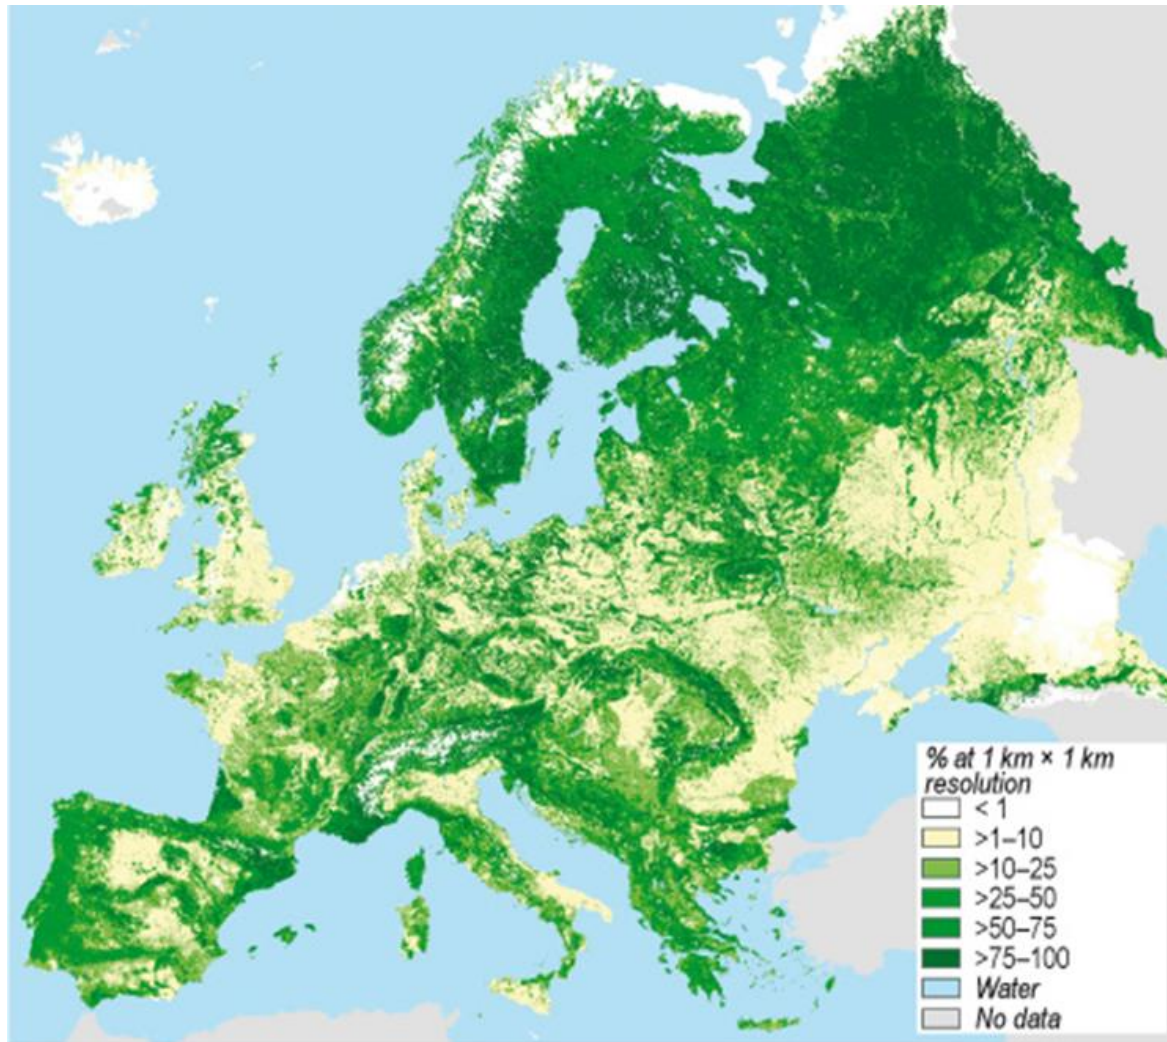 % at 1 km × 1 km
resolution
< 1
>1–10
>10–25
>25–50
>50–75
>75–100
Water
No data